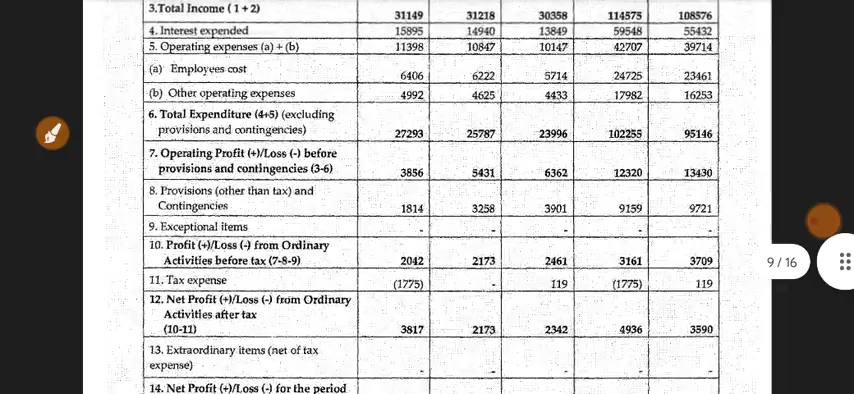 3.Total Income ( 1 + 2) 31149 31218 30358 114575 108576
4. Interest expended 15895 14940 13849 59548 55432
5. Operating expenses (a) + (b) 11398 10847 10147 42707 39714
(a) Employees cost 6406 6222 5714 24725 23461
(b) Other operating expenses 4992 4625 4433 17982 16253
6. Total Expenditure (4+5) (excluding
provisions and contingencies) 27293 25787 23996 102255 95146
7. Operating Profit (+)/Loss (-) before
provisions and contingencies (3-6) 3856 5431 6362 12320 13430
8. Provisions (other than tax) and
Contingencies 1814 3258 3901 9159 9721
9. Exceptional items - - - - -
10. Profit (+)/Loss (-) from Ordinary
Activities before tax (7-8-9) 2042 2173 2461 3161 3709
11. Tax expense (1775) - 119 (1775) 119
12. Net Profit (+)/Loss (-) from Ordinary
Activities after tax
(10-11) 3817 2173 2342 4936 3590
13. Extraordinary items (net of tax
expense) - - - - -
14. Net Profit (+)/Loss (-) for the period
9 / 16